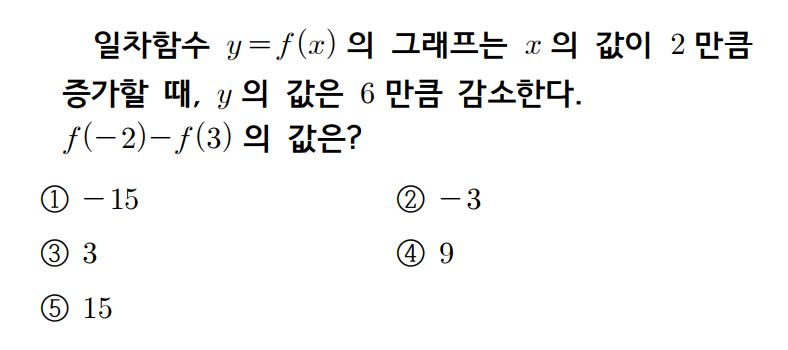 일차함수 y=f(x)의 그래프는 x의 값이 2만큼
증가할 때, y의 값은 6만큼 감소한다.
f(-2)-f(3)의 값은?
① -15 ② -3
③ 3 ④ 9
⑤ 15